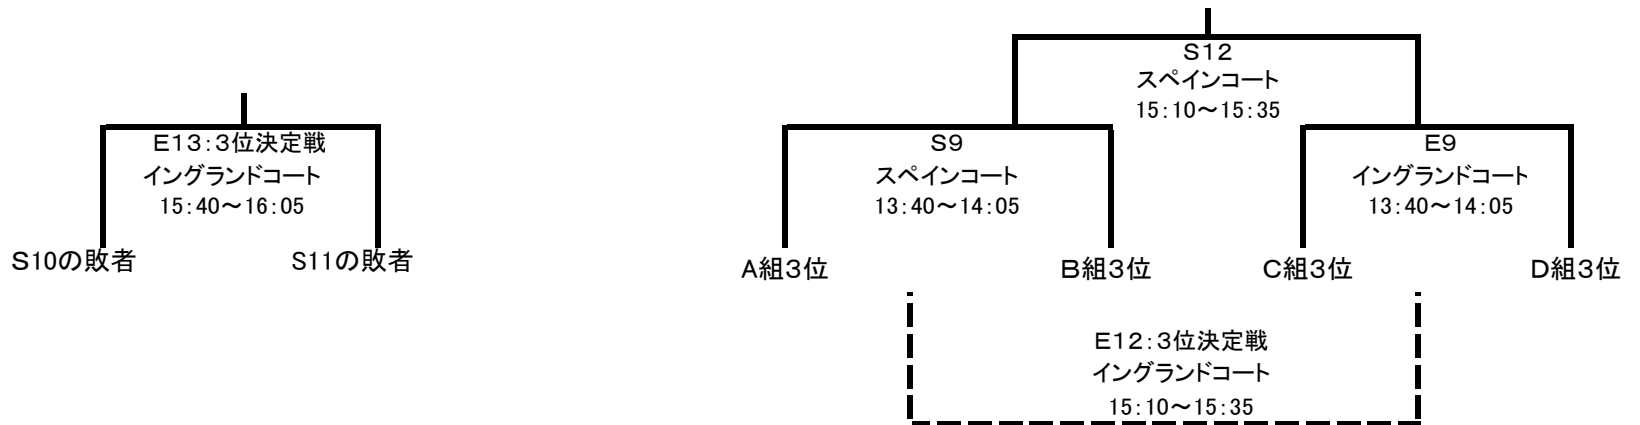 E13:3位決定戦
イングランドコート
15:40～16:05
S10の敗者
S11の敗者
S12
スペインコート
15:10～15:35
S9
スペインコート
13:40～14:05
E9
イングランドコート
13:40～14:05
A組3位
B組3位
C組3位
D組3位
E12:3位決定戦
イングランドコート
15:10～15:35